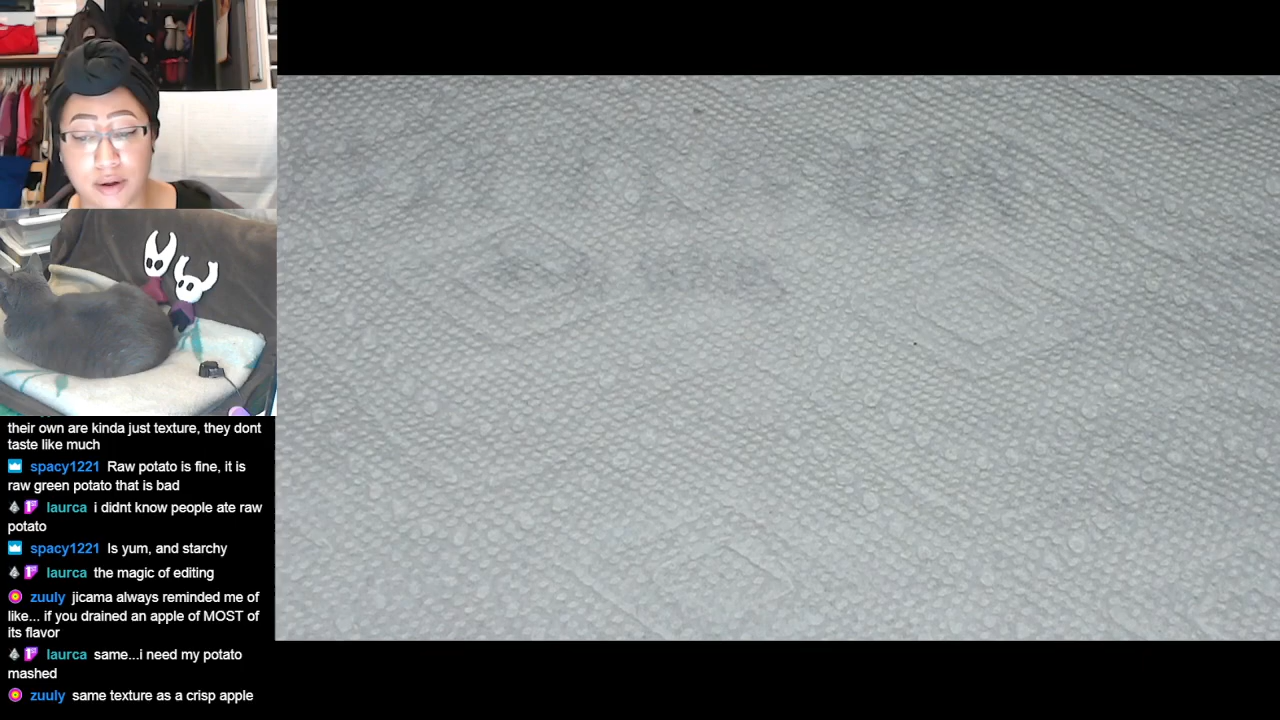 their own are kinda just texture, they dont
taste like much
spacy1221 Raw potato is fine, it is
raw green potato that is bad
laurca i didnt know people ate raw
potato
spacy1221 Is yum, and starchy
laurca the magic of editing
zuuly jicama always reminded me of
like... if you drained an apple of MOST of
its flavor
laurca same...i need my potato
mashed
zuuly same texture as a crisp apple